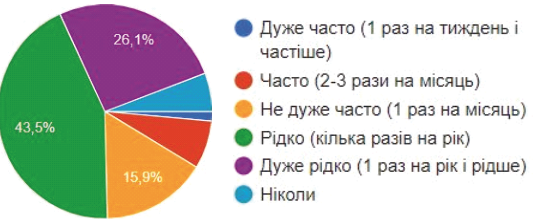 26,1%
43,5%
15,9%
Дуже часто (1 раз на тиждень і
частіше)
Часто (2-3 рази на місяць)
Не дуже часто (1 раз на місяць)
Рідко (кілька разів на рік)
Дуже рідко (1 раз на рік і рідше)
Ніколи